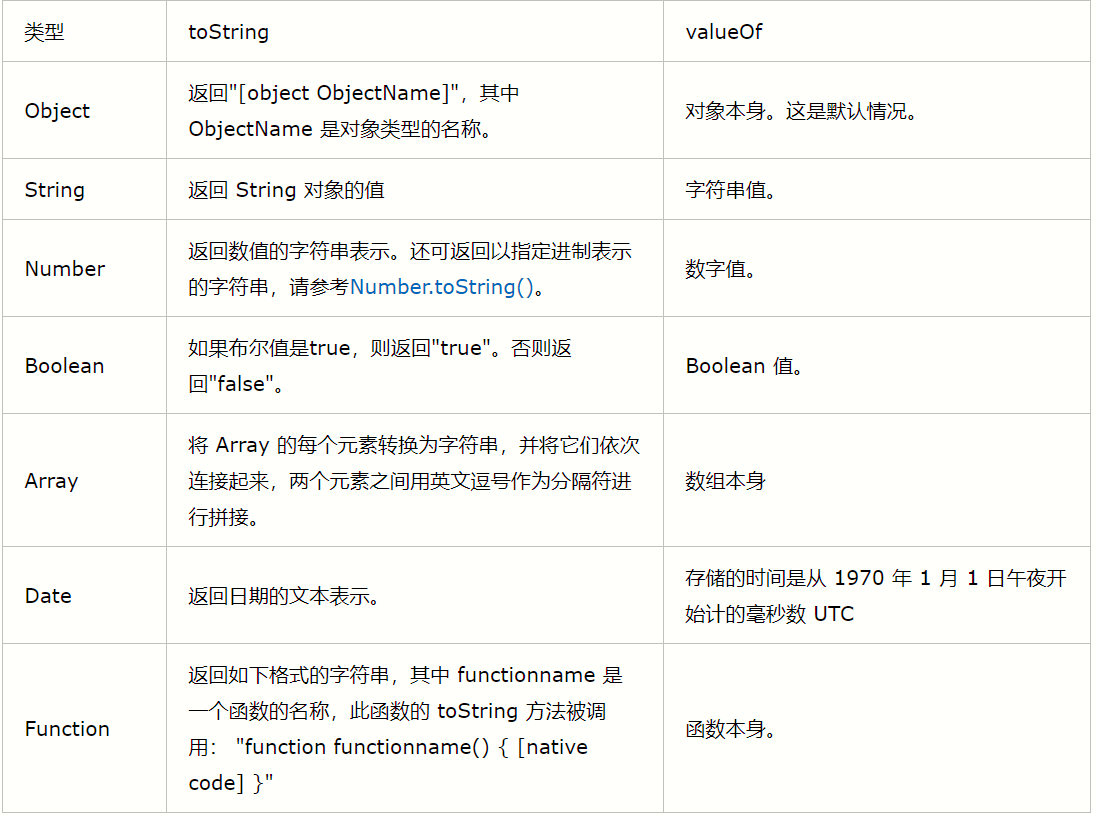 类型
toString
valueOf
Object
返回"[object ObjectName]"，其中
ObjectName 是对象类型的名称。
对象本身。这是默认情况。
String
返回 String 对象的值
字符串值。
Number
返回数值的字符串表示。还可返回以指定进制表示
的字符串，请参考Number.toString()。
数字值。
Boolean
如果布尔值是true，则返回"true"。否则返
回"false"。
Boolean 值。
Array
将 Array 的每个元素转换为字符串，并将它们依次
连接起来，两个元素之间用英文逗号作为分隔符进
行拼接。
数组本身
Date
返回日期的文本表示。
存储的时间是从 1970 年 1 月 1 日午夜开
始计的毫秒数 UTC
Function
返回如下格式的字符串，其中 functionname 是
一个函数的名称，此函数的 toString 方法被调
用： "function functionname() { [native
code] }"
函数本身。